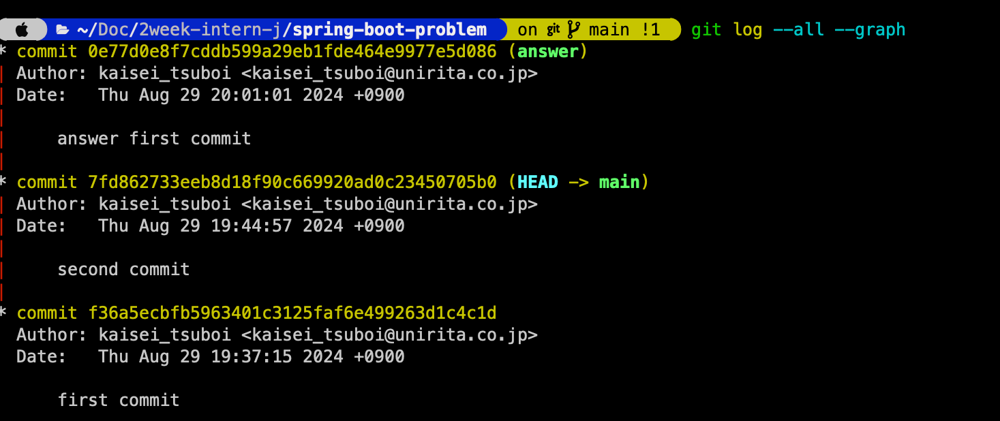 ~/Doc/2week-intern-j/spring-boot-problem on git main !1 git log --all --graph
* commit 0e77d0e8f7cddb599a29eb1fde464e9977e5d086 (answer)
| Author: kaisei_tsuboi <kaisei_tsuboi@unirita.co.jp>
| Date:   Thu Aug 29 20:01:01 2024 +0900
|
|     answer first commit
|
* commit 7fd862733eeb8d18f90c669920ad0c23450705b0 (HEAD -> main)
| Author: kaisei_tsuboi <kaisei_tsuboi@unirita.co.jp>
| Date:   Thu Aug 29 19:44:57 2024 +0900
|
|     second commit
|
* commit f36a5ecbfb5963401c3125faf6e499263d1c4c1d
  Author: kaisei_tsuboi <kaisei_tsuboi@unirita.co.jp>
  Date:   Thu Aug 29 19:37:15 2024 +0900

      first commit